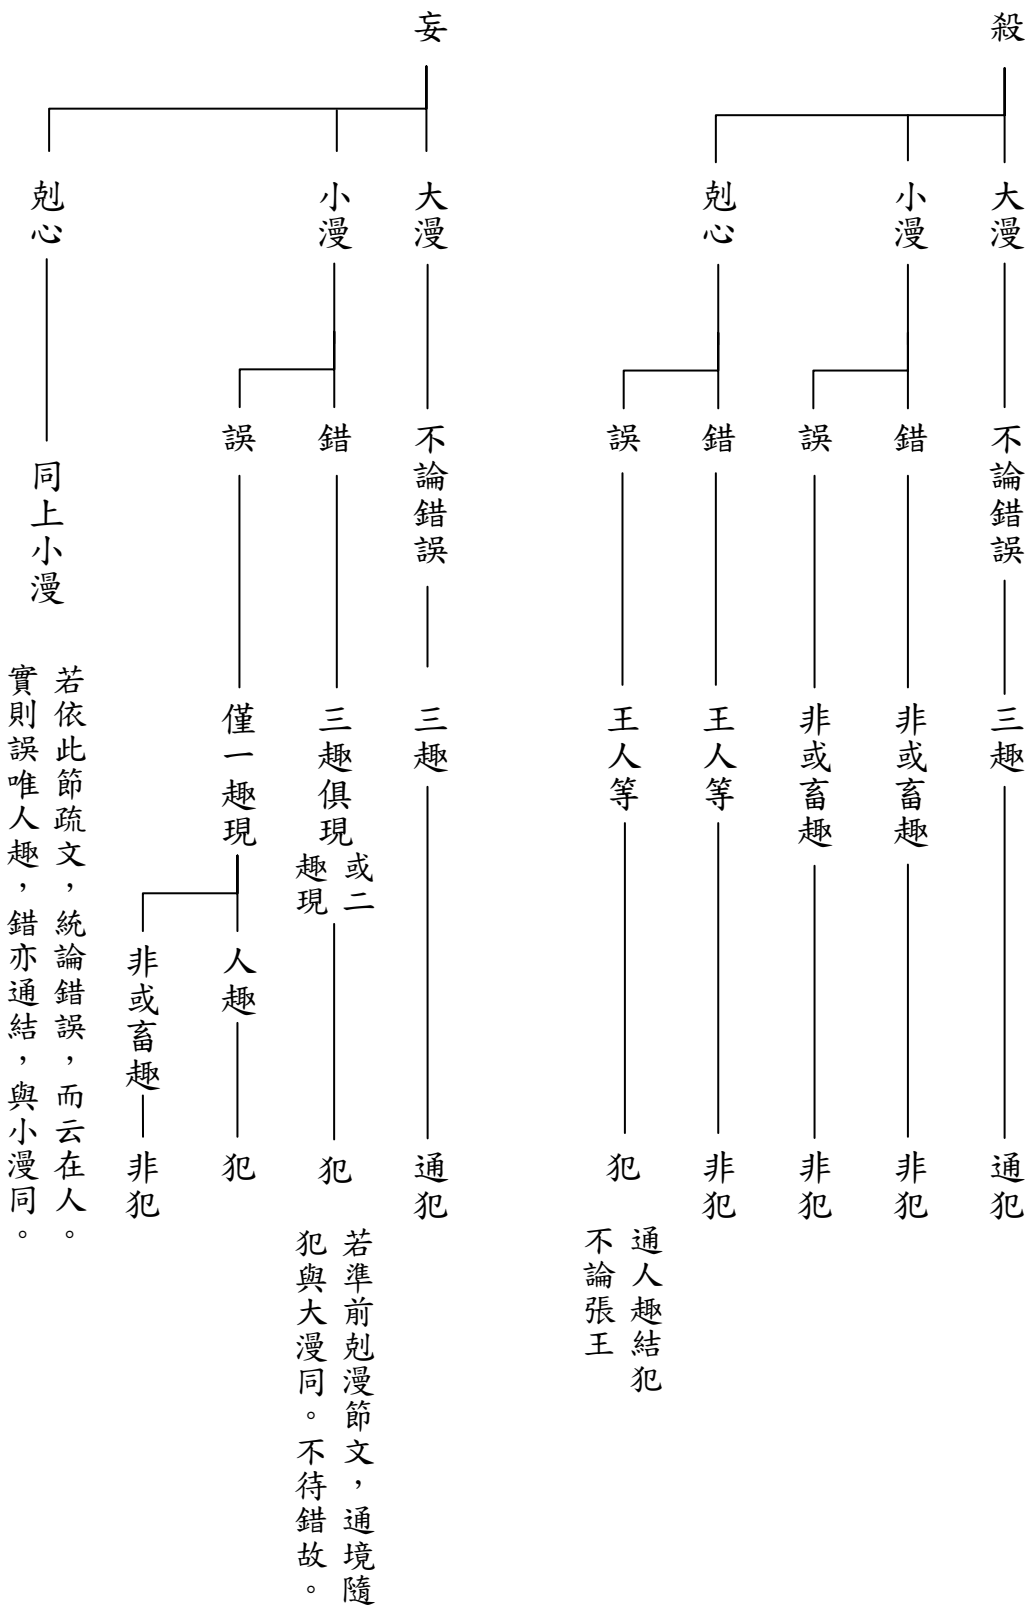 殺
大漫
不論錯誤
三趣
通犯
小漫
錯
非或畜趣
非犯
誤
非或畜趣
非犯
剋心
錯
王人等
非犯
誤
王人等
犯
通人趣結犯
不論張王
妄
大漫
不論錯誤
三趣
通犯
小漫
錯
三趣俱現
或二
趣現
犯
若準前剋漫節文，通境隨
犯與大漫同。不待錯故。
誤
僅一趣現
人趣
犯
非或畜趣
非犯
剋心
同上小漫
若依此節疏文，統論錯誤，而云在人。
實則誤唯人趣，錯亦通結，與小漫同。